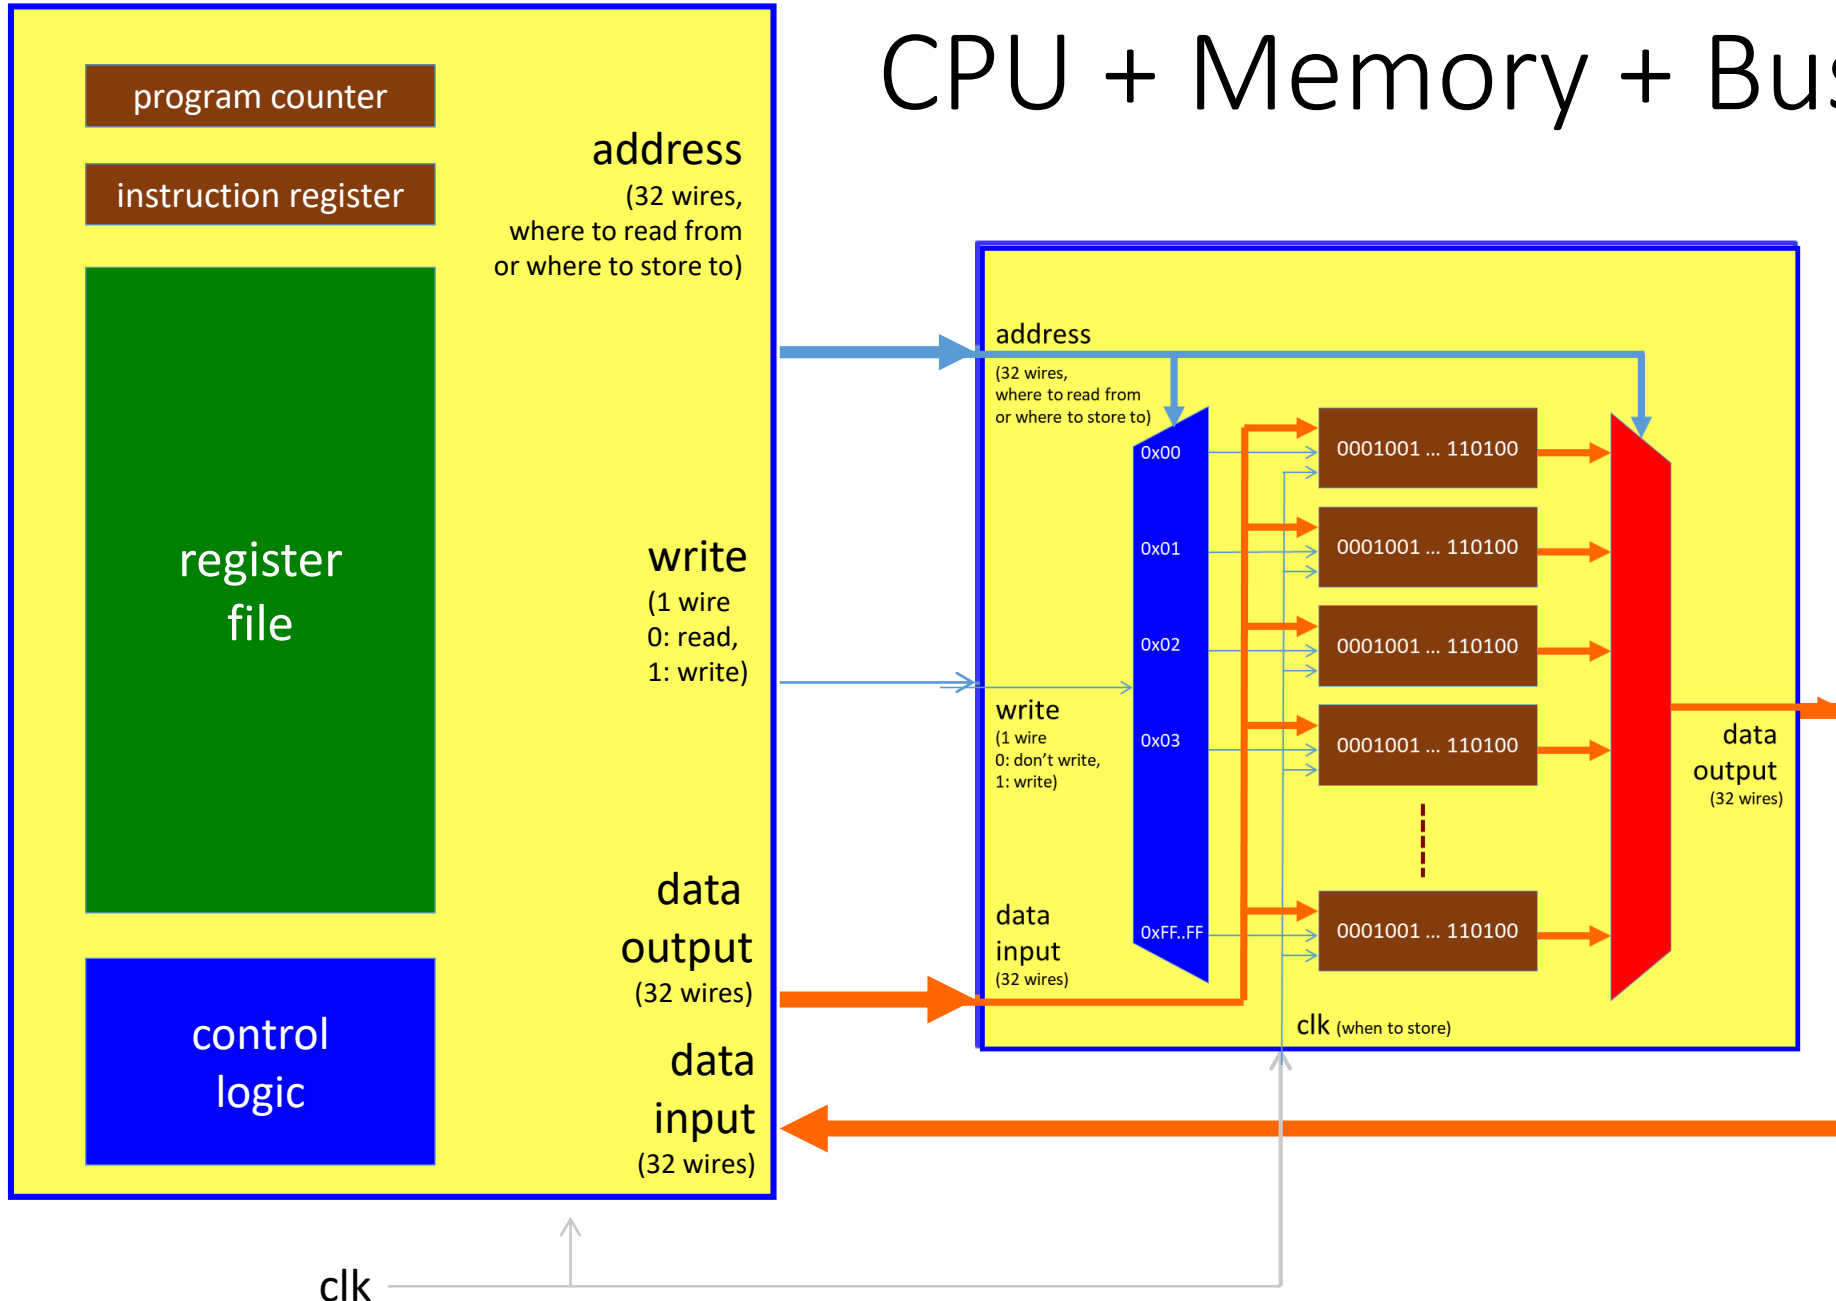 CPU + Memory + Bus
program counter
instruction register
register
file
control
logic
address
(32 wires,
where to read from
or where to store to)
write
(1 wire
0: read,
1: write)
data
output
(32 wires)
data
input
(32 wires)
clk
address
(32 wires,
where to read from
or where to store to)
write
(1 wire
0: don't write,
1: write)
data
input
(32 wires)
0x00
0x01
0x02
0x03
0xFF..FF
0001001 ... 110100
0001001 ... 110100
0001001 ... 110100
0001001 ... 110100
0001001 ... 110100
clk (when to store)
data
output
(32 wires)